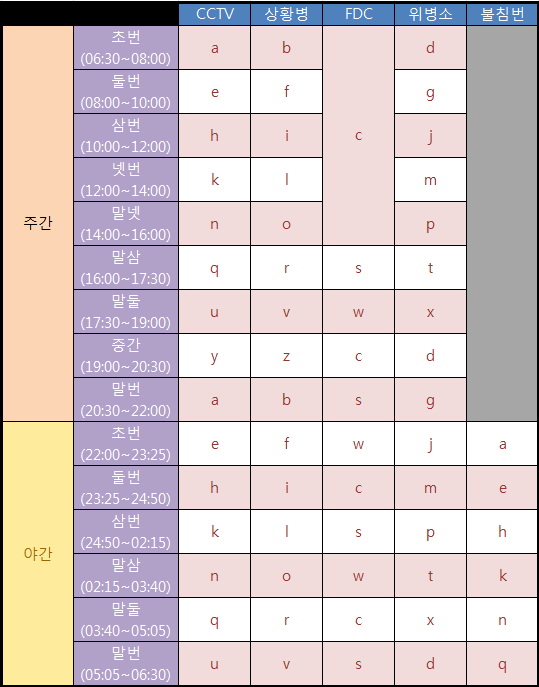 CCTV 상황병 FDC 위병소 불침번
주간
초번
(06:30~08:00) a b d
둘번
(08:00~10:00) e f g
삼번
(10:00~12:00) h i c j
넷번
(12:00~14:00) k l m
말넷
(14:00~16:00) n o p
말삼
(16:00~17:30) q r s t
말둘
(17:30~19:00) u v w x
중간
(19:00~20:30) y z c d
말번
(20:30~22:00) a b s g
야간
초번
(22:00~23:25) e f w j a
둘번
(23:25~24:50) h i c m e
삼번
(24:50~02:15) k l s p h
말삼
(02:15~03:40) n o w t k
말둘
(03:40~05:05) q r c x n
말번
(05:05~06:30) u v s d q